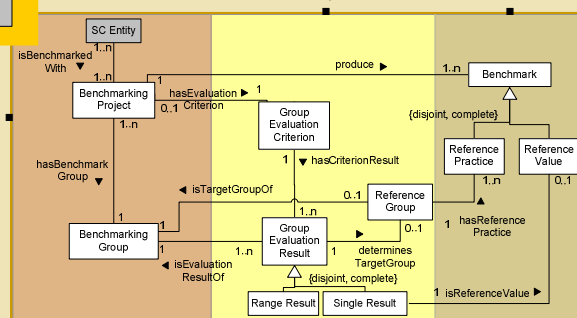 SC Entity
1..n
isBenchmarked
With
1..n
produce
1..n
Benchmark
Benchmarking
Project
1
hasEvaluation
Criterion
0..1
1
Group
Evaluation
Criterion
{disjoint, complete}
1..n
Reference
Practice
Reference
Value
hasBenchmark
Group
1
hasCriterionResult
isTargetGroupOf
0..1
Reference
Group
1..n
0..1
1
hasReference
Practice
0..1
1..n
1
Benchmarking
Group
1
1
1..n
Group
Evaluation
Result
1
determines
TargetGroup
isEvaluation
ResultOf
{disjoint, complete}
Range Result
Single Result
1
isReferenceValue